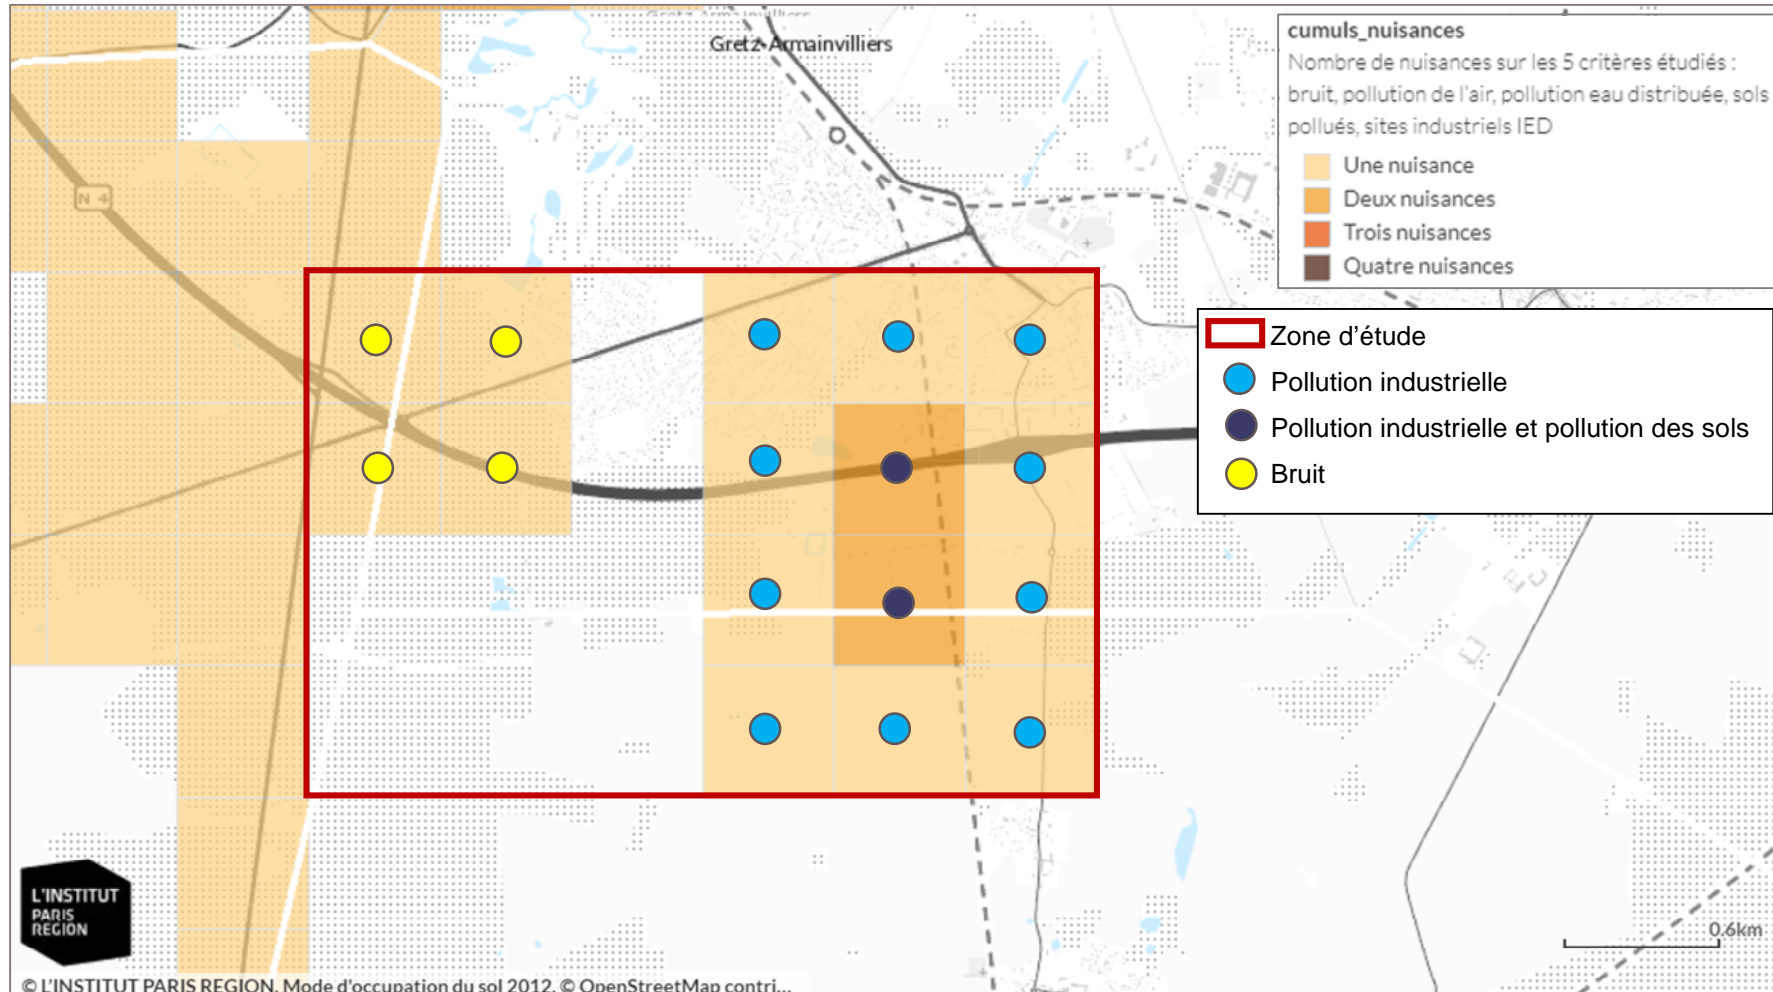 Gretz-Armainvilliers
Gretz-Armainvilliers
N 4
cumuls_nuisances
Nombre de nuisances sur les 5 critères étudiés :
bruit, pollution de l'air, pollution eau distribuée, sols
pollués, sites industriels IED
Une nuisance
Deux nuisances
Trois nuisances
Quatre nuisances
Zone d'étude
Pollution industrielle
Pollution industrielle et pollution des sols
Bruit
L'INSTITUT
PARIS
REGION
0.6km
© L'INSTITUT PARIS REGION, Mode d'occupation du sol 2012, © OpenStreetMap contri...